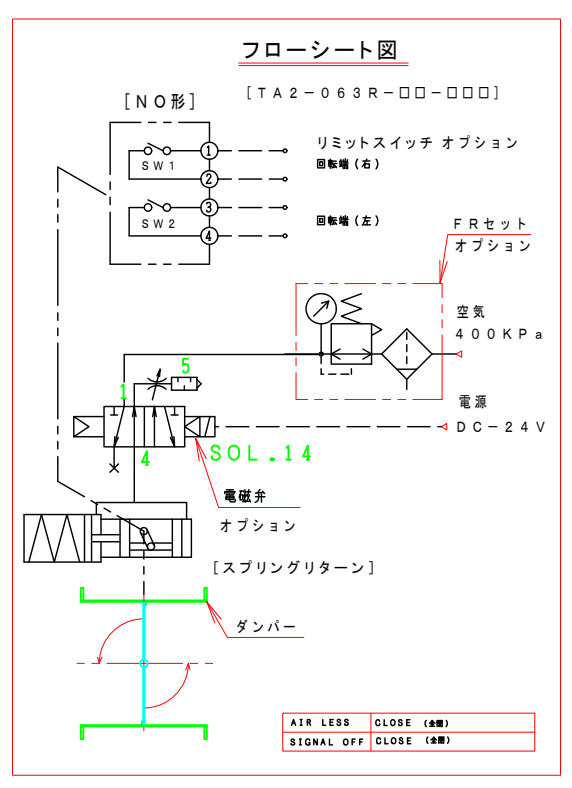 フローシート図
[ＴＡ２－０６３Ｒ－□□－□□□]
[ＮＯ形]
リミットスイッチ オプション
① ＳＷ１ 回転端（右）
②
③ ＳＷ２ 回転端（左）
④
ＦＲセット
オプション
空気
４００ＫＰａ
5
1
電源
ＤＣ－２４Ｖ
4
SOL.14
電磁弁
オプション
[スプリングリターン]
ダンパー
AIR LESS CLOSE （全閉）
SIGNAL OFF CLOSE （全閉）